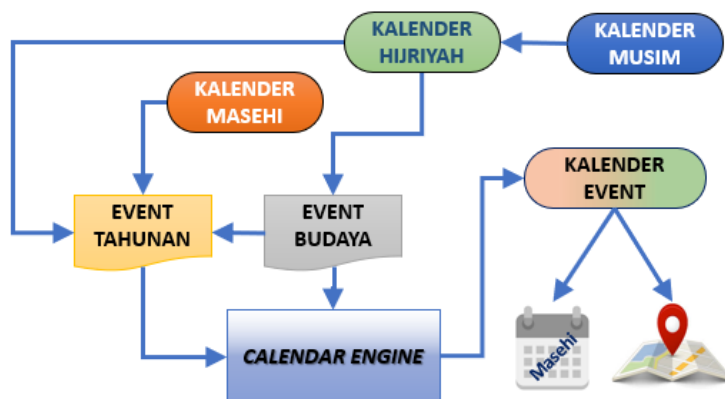 KALENDER
HIJRIYAH
KALENDER
MUSIM
KALENDER
MASEHI
KALENDER
EVENT
EVENT
TAHUNAN
EVENT
BUDAYA
CALENDAR ENGINE
Masehi